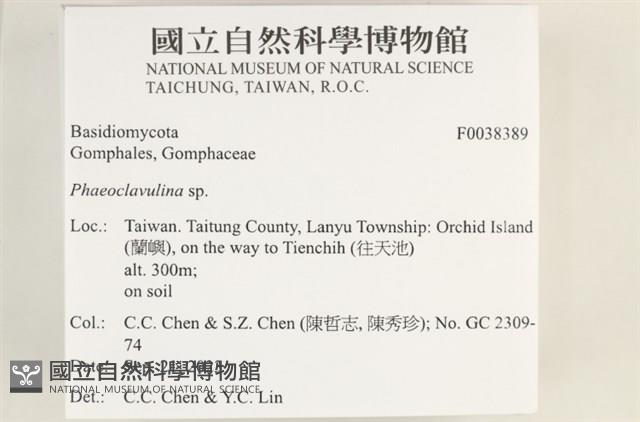 國立自然科學博物館
NATIONAL MUSEUM OF NATURAL SCIENCE
TAICHUNG, TAIWAN, R.O.C.
Basidiomycota F0038389
Gomphales, Gomphaceae
Phaeoclavulina sp.
Loc.: Taiwan. Taitung County, Lanyu Township: Orchid Island
(蘭嶼), on the way to Tienchih (往天池)
alt. 300m;
on soil
Col.: C.C. Chen & S.Z. Chen (陳哲志, 陳秀珍); No. GC 2309-
74
國立自然科學博物館
NATIONAL MUSEUM OF NATURAL SCIENCE
Det.: C.C. Chen & Y.C. Lin